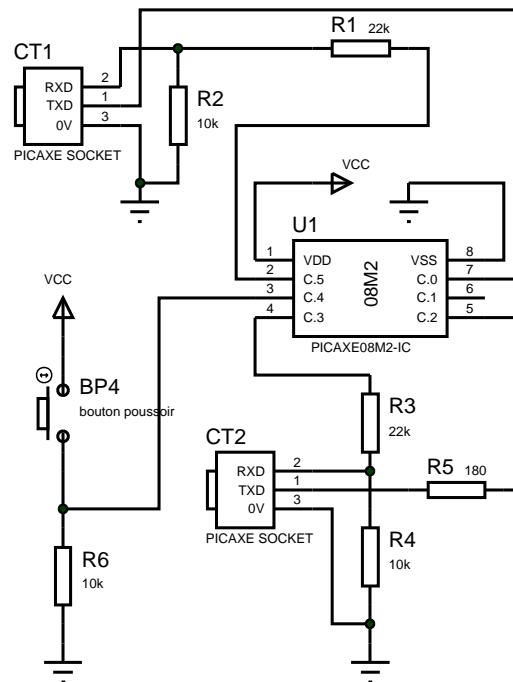 CT1
RXD 2
TXD 1
0V 3
PICAXE SOCKET
R1 22k
R2
10k
VCC
U1
1 VDD
2 C.5
3 C.4
4 C.3
08M2
VSS 8
C.0 7
C.1 6
C.2 5
PICAXE08M2-IC
VCC
BP4
bouton poussoir
R3
22k
CT2
RXD 2
TXD 1
0V 3
PICAXE SOCKET
R5 180
R4
10k
R6
10k